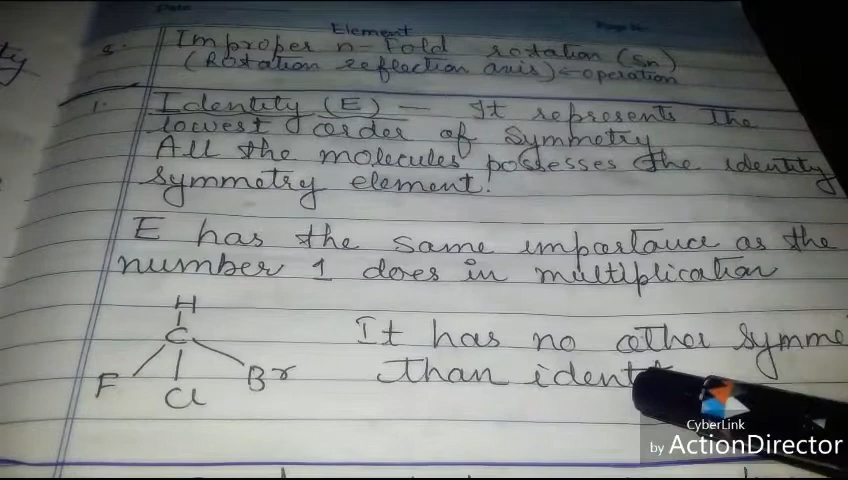 Element
Improper n-Fold rotation (Sn)
(Rotation reflection axis) operation
1. Identity (E) - It represents the
lowest order of symmetry
All the molecules possesses the identity
symmetry element.
E has the same importance as the
number 1 does in multiplication
H
C
F
Cl
Br
It has no other symme
than ident
CyberLink
by ActionDirector